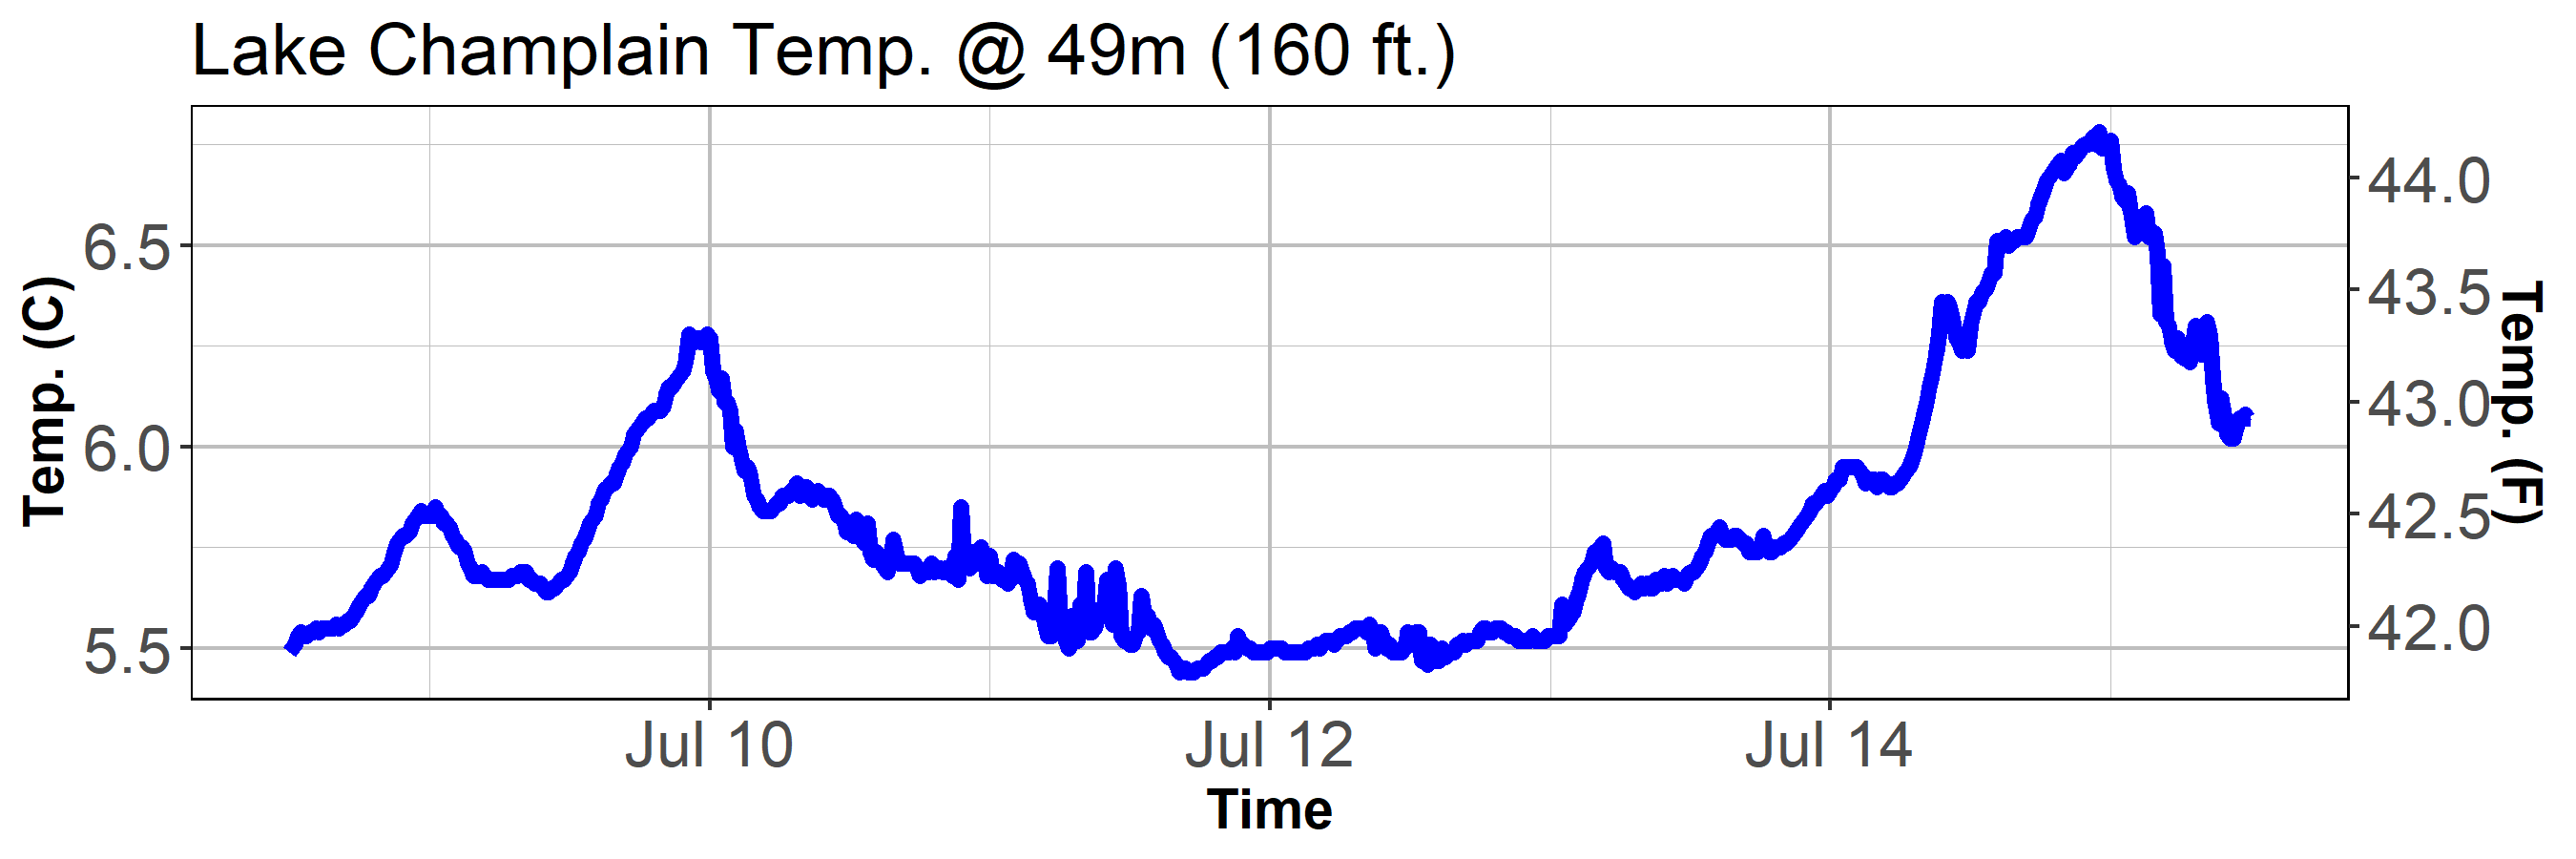 Lake Champlain Temp. @ 49m (160 ft.)
Temp. (C)
6.5
6.0
5.5
44.0
43.5
43.0
42.5
42.0
Temp. (F)
Jul 10
Jul 12
Jul 14
Time